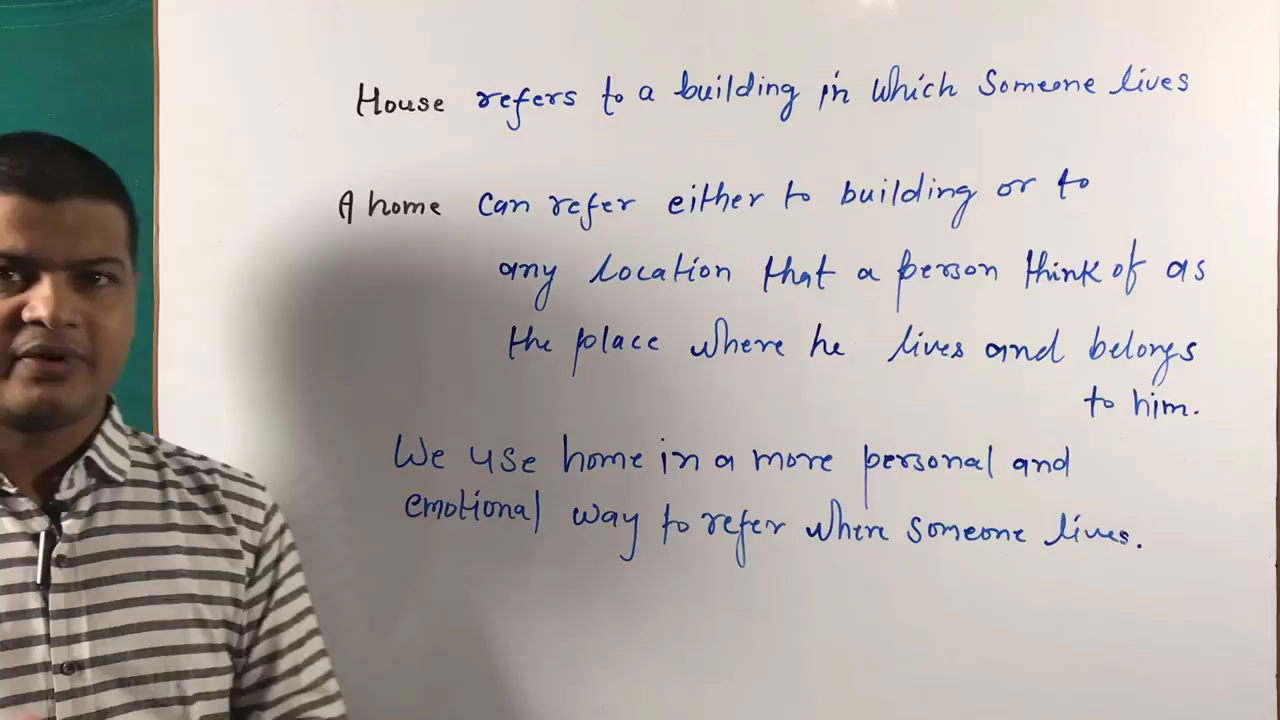 House refers to a building in which Someone lives
A home can refer either to building or to
any location that a person think of as
the place where he lives and belongs
to him.
We use home in a more personal and
emotional way to refer where someone lives.